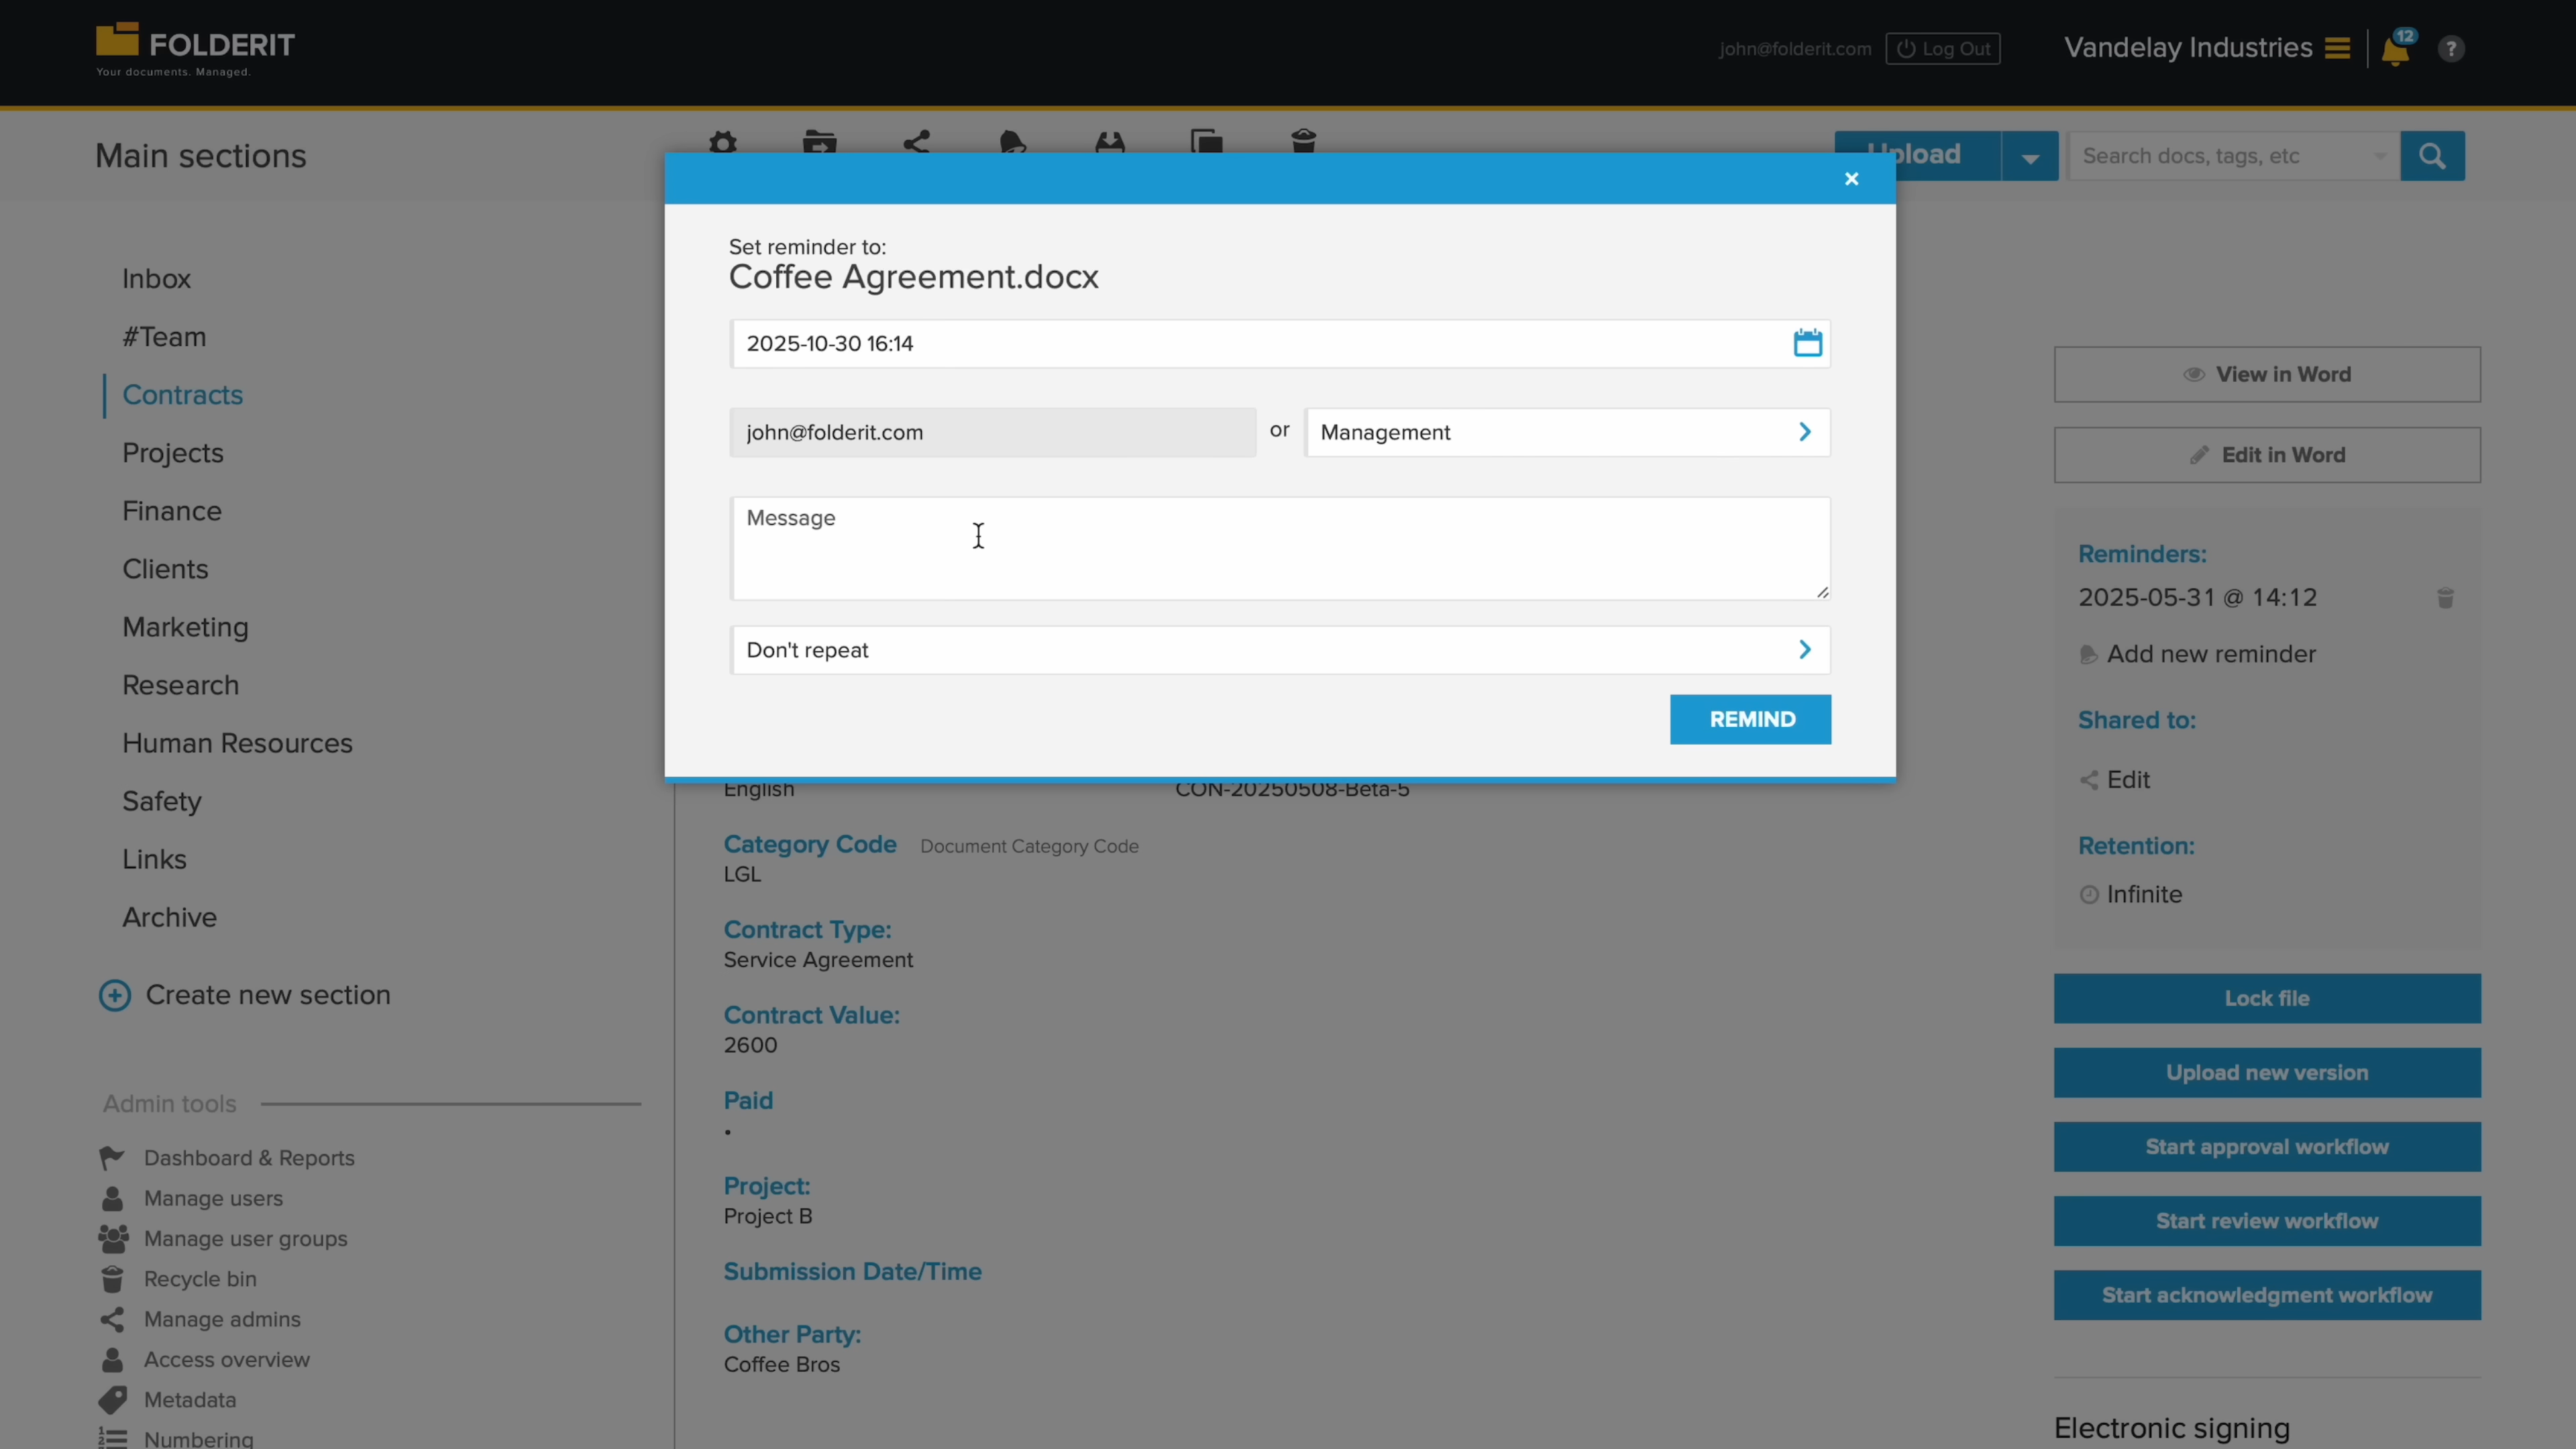 FOLDERIT
Your documents. Managed.
john@folderit.com
Log Out
Vandelay Industries
12
?
Main sections
Upload
Search docs, tags, etc
Inbox
#Team
Contracts
Projects
Finance
Clients
Marketing
Research
Human Resources
Safety
Links
Archive
Create new section
Admin tools
Dashboard & Reports
Manage users
Manage user groups
Recycle bin
Manage admins
Access overview
Metadata
Numbering
Set reminder to:
Coffee Agreement.docx
2025-10-30 16:14
john@folderit.com or Management
Message
Don't repeat
REMIND
English CON-20250508-Beta-5
Category Code Document Category Code
LGL
Contract Type:
Service Agreement
Contract Value:
2600
Paid
Project:
Project B
Submission Date/Time
Other Party:
Coffee Bros
View in Word
Edit in Word
Reminders:
2025-05-31 @ 14:12
Add new reminder
Shared to:
Edit
Retention:
Infinite
Lock file
Upload new version
Start approval workflow
Start review workflow
Start acknowledgment workflow
Electronic signing